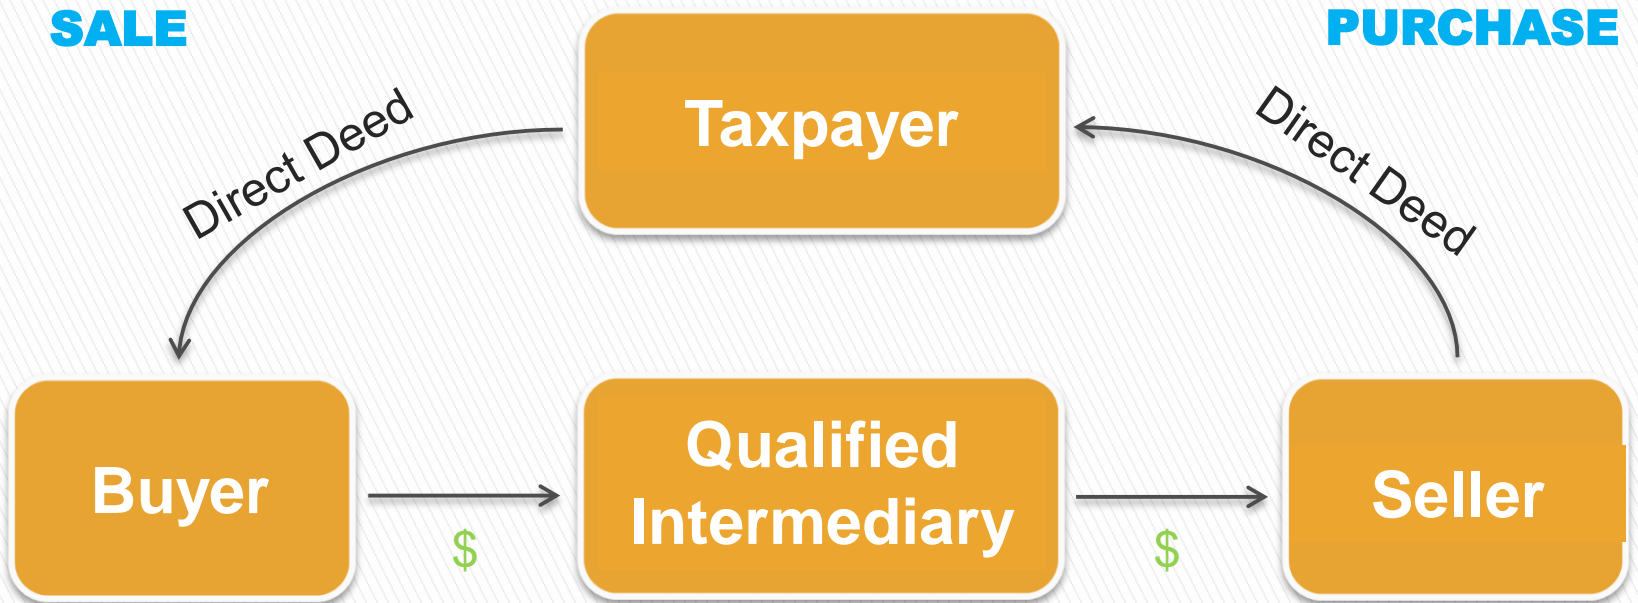 SALE
PURCHASE
Taxpayer
Direct Deed
Direct Deed
Buyer
$
Qualified
Intermediary
$
Seller